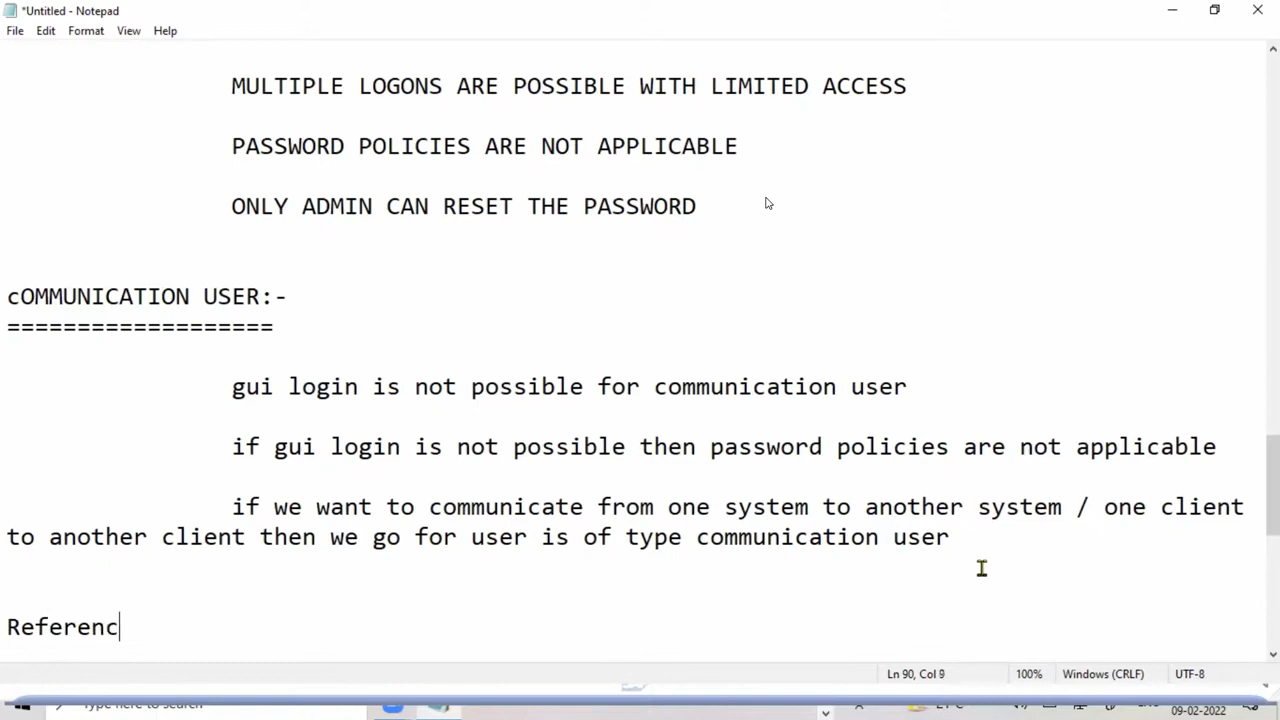 *Untitled - Notepad
File Edit Format View Help
MULTIPLE LOGONS ARE POSSIBLE WITH LIMITED ACCESS
PASSWORD POLICIES ARE NOT APPLICABLE
ONLY ADMIN CAN RESET THE PASSWORD
cOMMUNICATION USER:-
===================
gui login is not possible for communication user
if gui login is not possible then password policies are not applicable
if we want to communicate from one system to another system / one client
to another client then we go for user is of type communication user
Referenc
Ln 90, Col 9 100% Windows (CRLF) UTF-8
Type here to search
09-02-2022